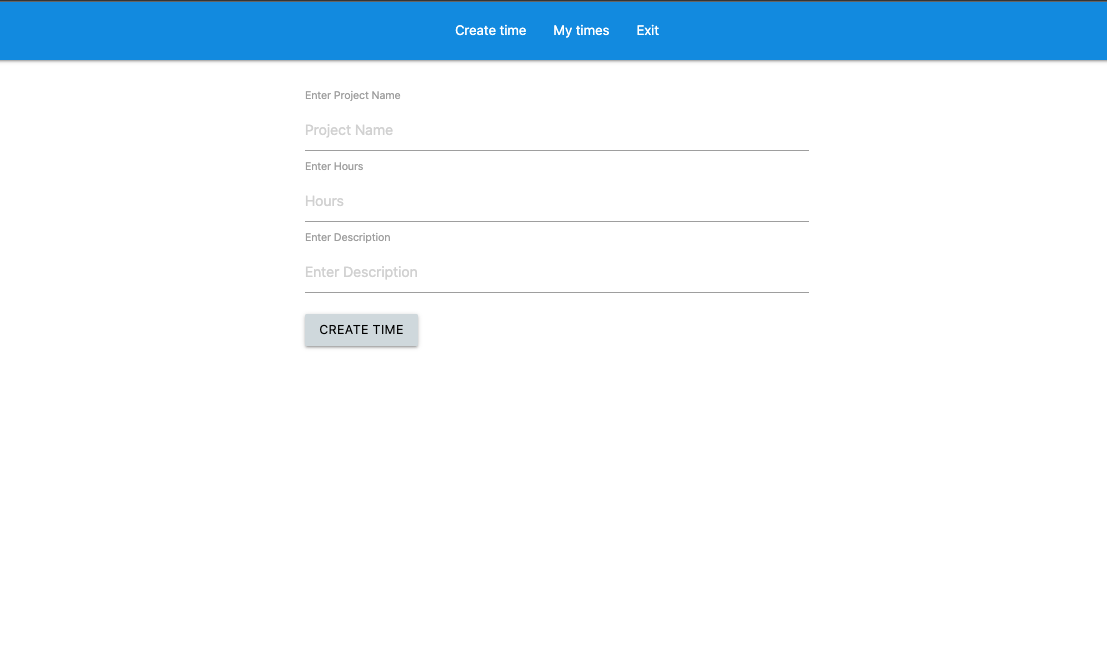 Create time My times Exit
Enter Project Name
Project Name
Enter Hours
Hours
Enter Description
Enter Description
CREATE TIME